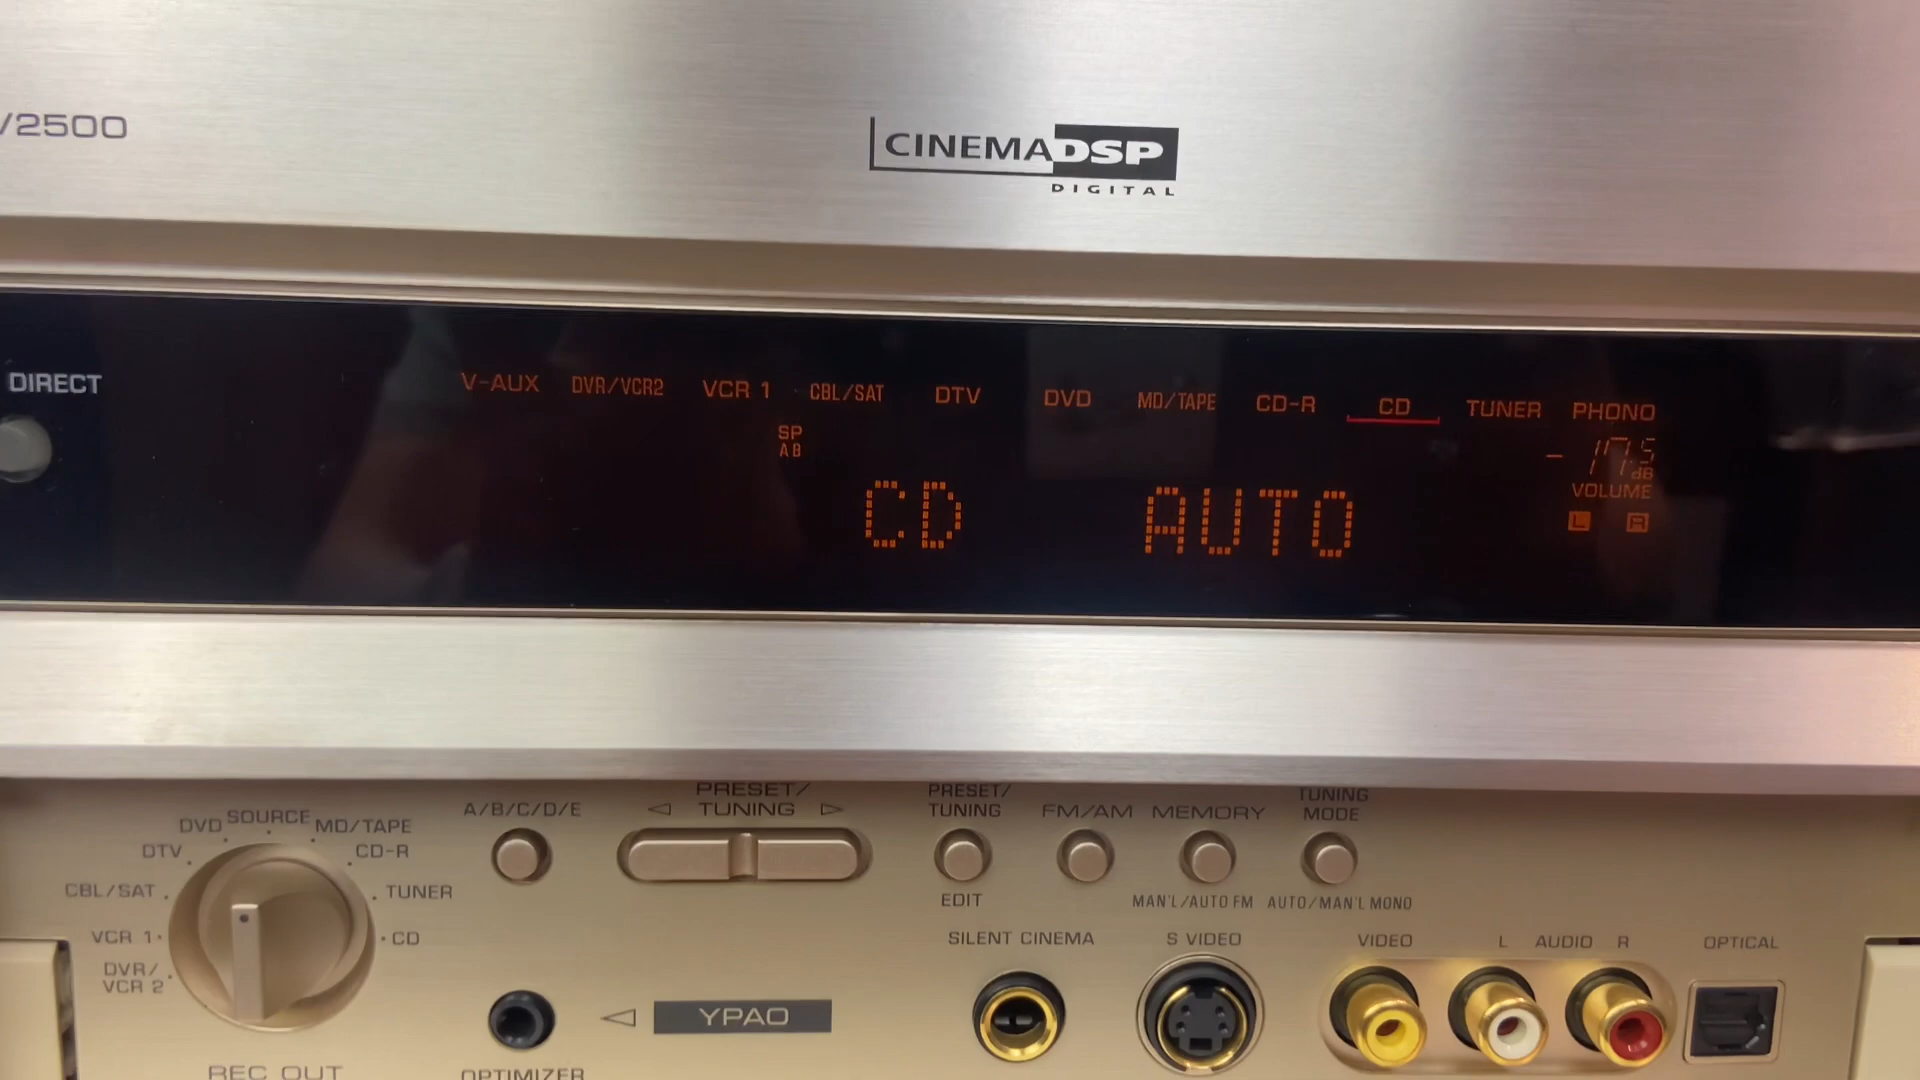 /2500
CINEMA DSP
DIGITAL
DIRECT
V-AUX DVR/VCR2 VCR 1 CBL/SAT DTV DVD MD/TAPE CD-R CD TUNER PHONO
SP
A B
-17.5
dB
VOLUME
CD AUTO
L R
SOURCE
DVD MD/TAPE
DTV CD-R
CBL/SAT TUNER
VCR 1 CD
DVR/
VCR 2
REC OUT
A/B/C/D/E
PRESET/
TUNING
PRESET/
TUNING
EDIT
FM/AM
MEMORY
MAN'L/AUTO FM
TUNING
MODE
AUTO/MAN'L MONO
SILENT CINEMA
S VIDEO
VIDEO
L AUDIO R
OPTICAL
YPAO
OPTIMIZER